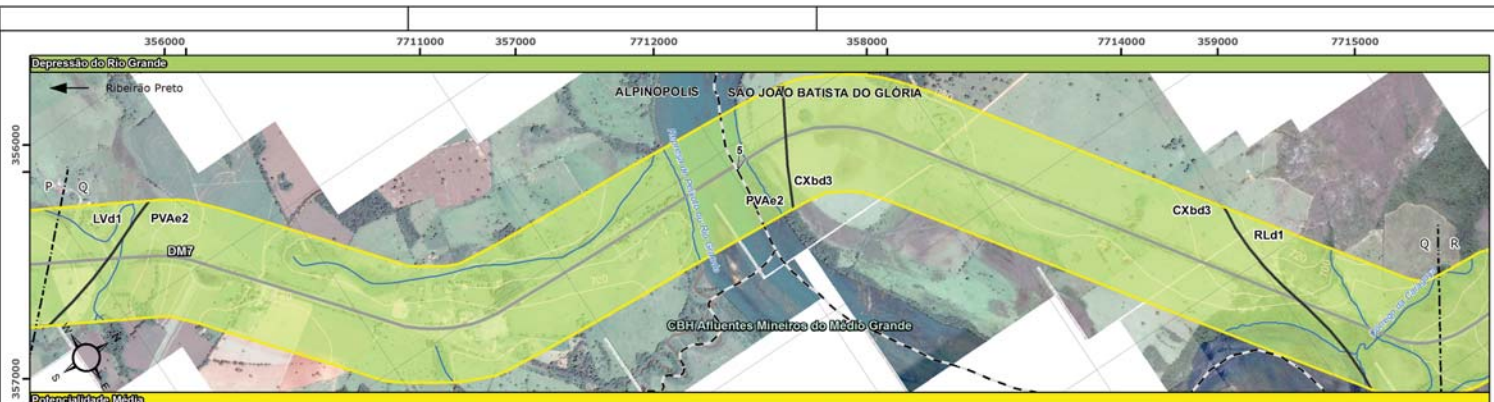 356000 7711000 357000 7712000 358000 7714000 359000 7715000
Depressão do Rio Grande
Ribeirão Preto
ALPINÓPOLIS SÃO JOÃO BATISTA DO GLÓRIA
356000
5
P Q
LVd1 PVAe2
PVAe2 CXbd3
CXbd3
RLd1
Q R
DM7
720
720
CBH Afluentes Mineiros do Médio Grande
W N
S E
357000
Potencialidade Média